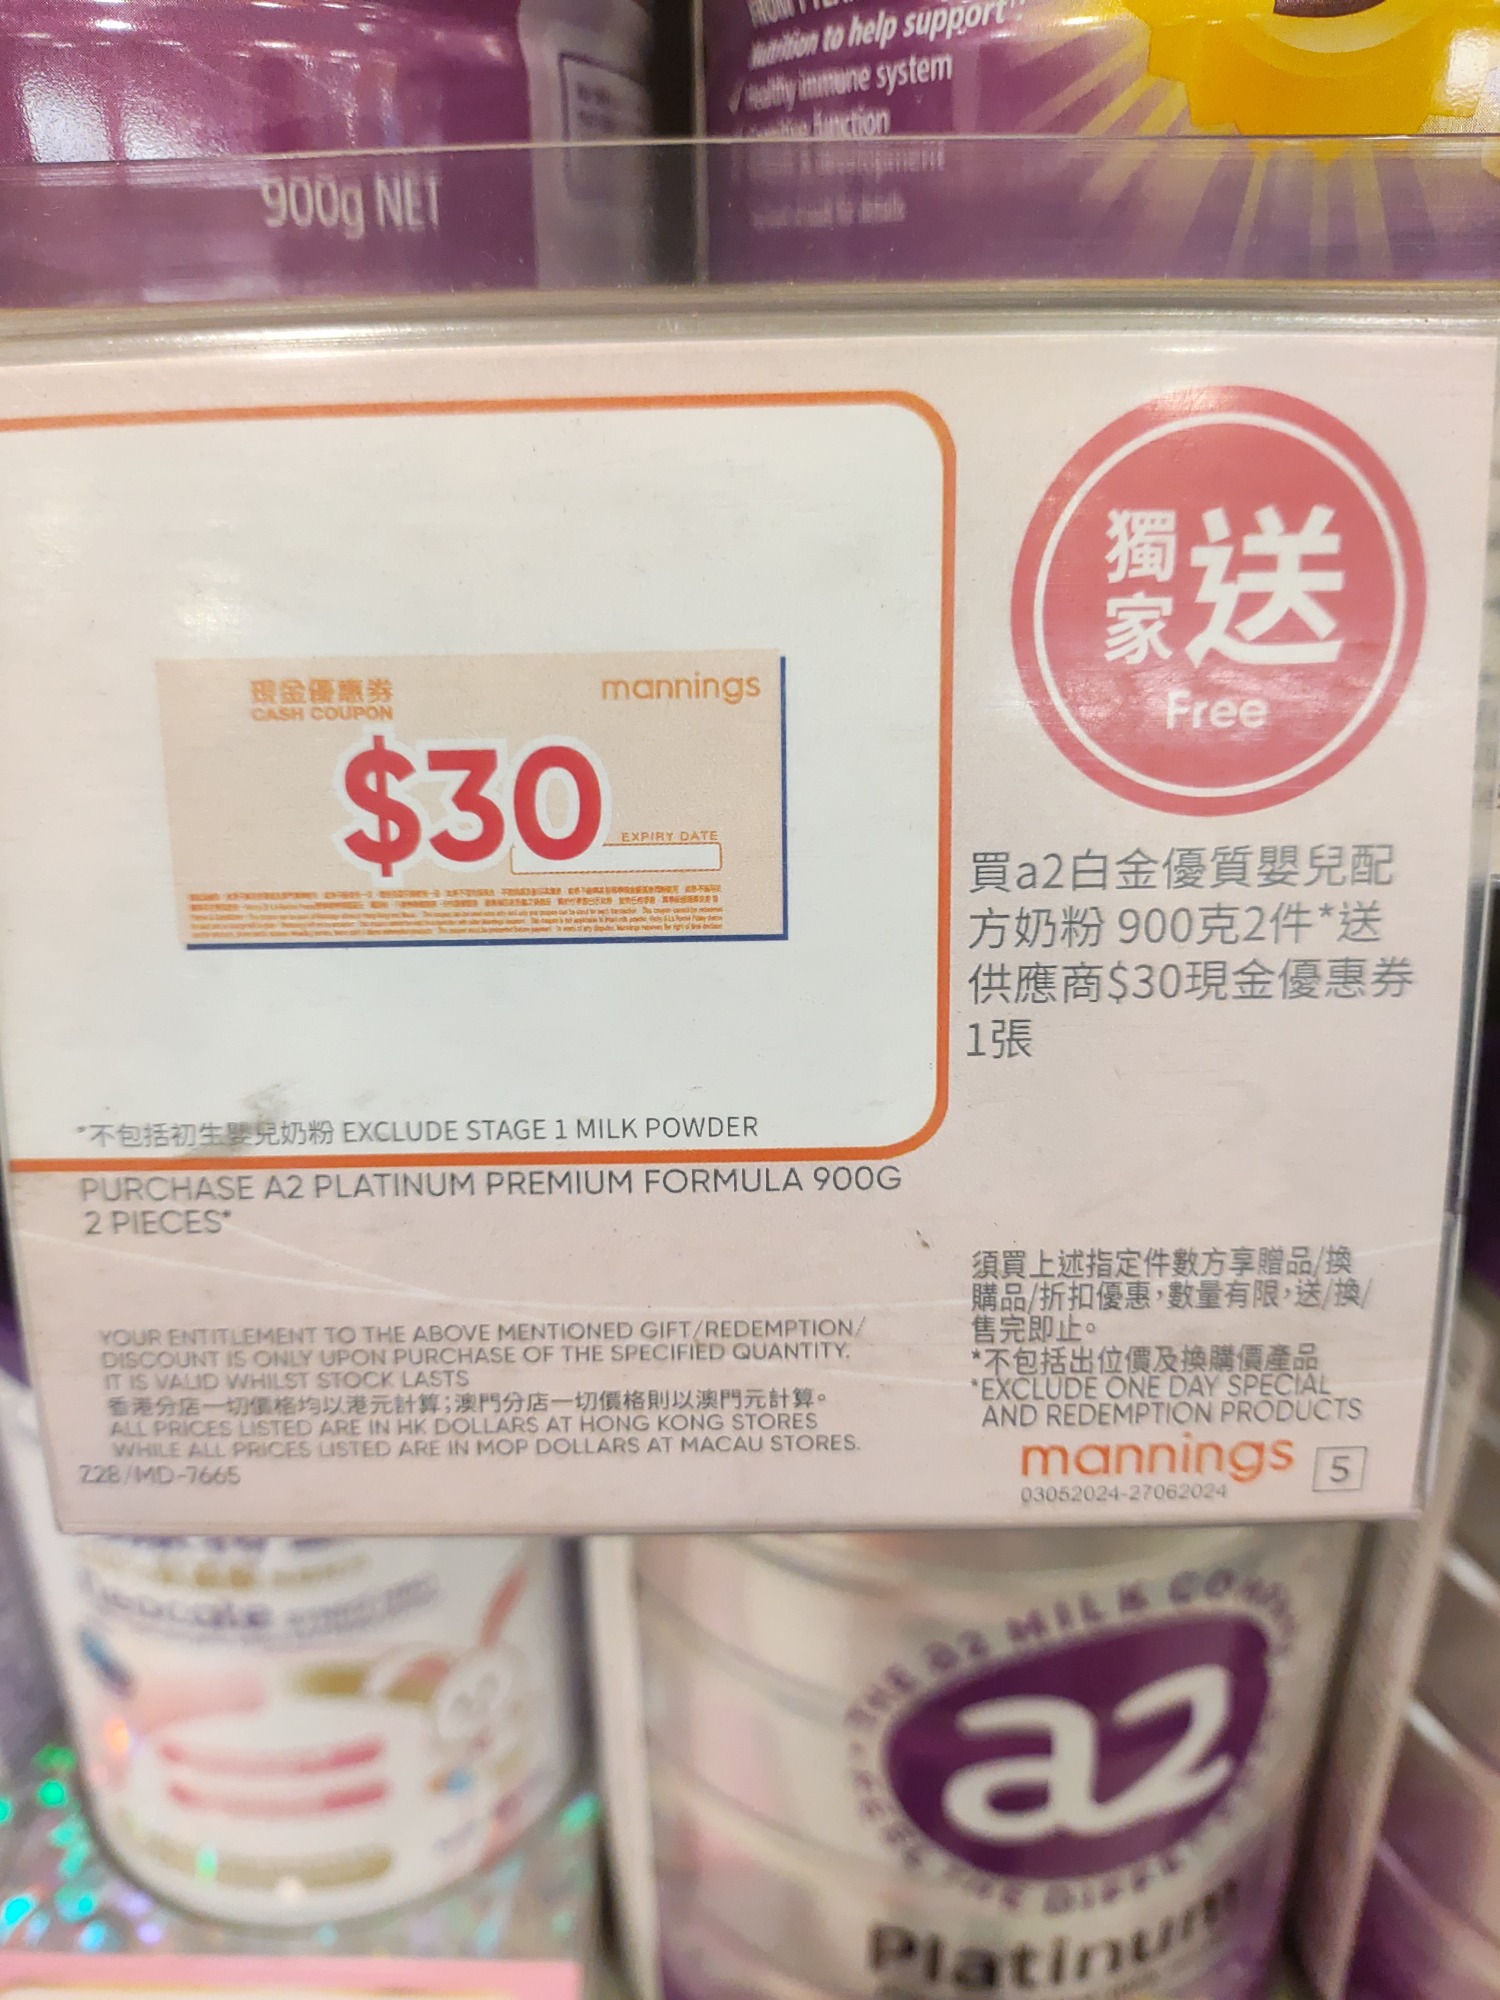 Nutrition to help support
Healthy immune system
function
900g NET
獨家送
Free
現金優惠券
CASH COUPON
mannings
$30
EXPIRY DATE
買a2白金優質嬰兒配
方奶粉 900克2件*送
供應商$30現金優惠券
1張
*不包括初生嬰兒奶粉 EXCLUDE STAGE 1 MILK POWDER
PURCHASE A2 PLATINUM PREMIUM FORMULA 900G
2 PIECES*
YOUR ENTITLEMENT TO THE ABOVE MENTIONED GIFT/REDEMPTION/
DISCOUNT IS ONLY UPON PURCHASE OF THE SPECIFIED QUANTITY.
IT IS VALID WHILST STOCK LASTS
香港分店一切價格均以港元計算;澳門分店一切價格則以澳門元計算。
ALL PRICES LISTED ARE IN HK DOLLARS AT HONG KONG STORES
WHILE ALL PRICES LISTED ARE IN MOP DOLLARS AT MACAU STORES.
Z28/MD-7665
須買上述指定件數方享贈品/換
購品/折扣優惠,數量有限,送/換/
售完即止。
*不包括出位價及換購價產品
*EXCLUDE ONE DAY SPECIAL
AND REDEMPTION PRODUCTS
mannings 5
03052024-27062024
THE a2 MILK COMPANY
a2
Platinum